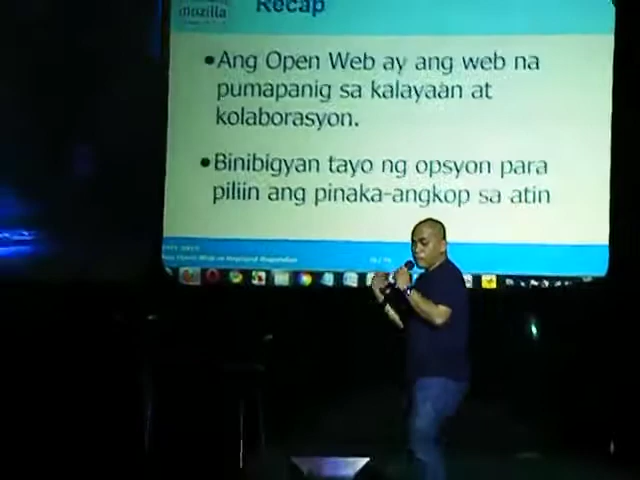 mozilla
Recap
•Ang Open Web ay ang web na
pumapanig sa kalayaan at
kolaborasyon.
•Binibigyan tayo ng opsyon para
piliin ang pinaka-angkop sa atin